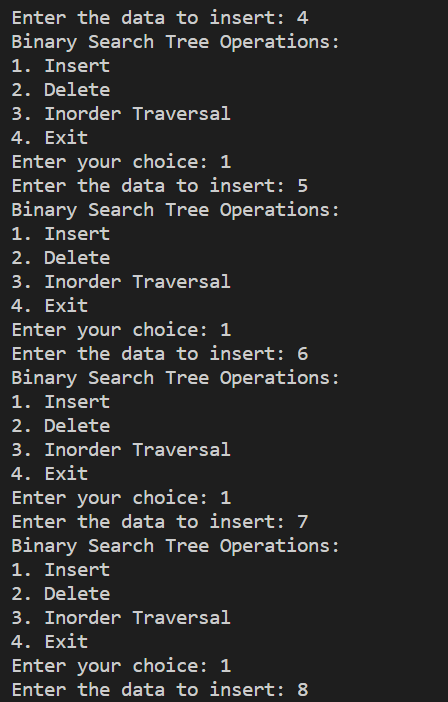 Enter the data to insert: 4
Binary Search Tree Operations:
1. Insert
2. Delete
3. Inorder Traversal
4. Exit
Enter your choice: 1
Enter the data to insert: 5
Binary Search Tree Operations:
1. Insert
2. Delete
3. Inorder Traversal
4. Exit
Enter your choice: 1
Enter the data to insert: 6
Binary Search Tree Operations:
1. Insert
2. Delete
3. Inorder Traversal
4. Exit
Enter your choice: 1
Enter the data to insert: 7
Binary Search Tree Operations:
1. Insert
2. Delete
3. Inorder Traversal
4. Exit
Enter your choice: 1
Enter the data to insert: 8